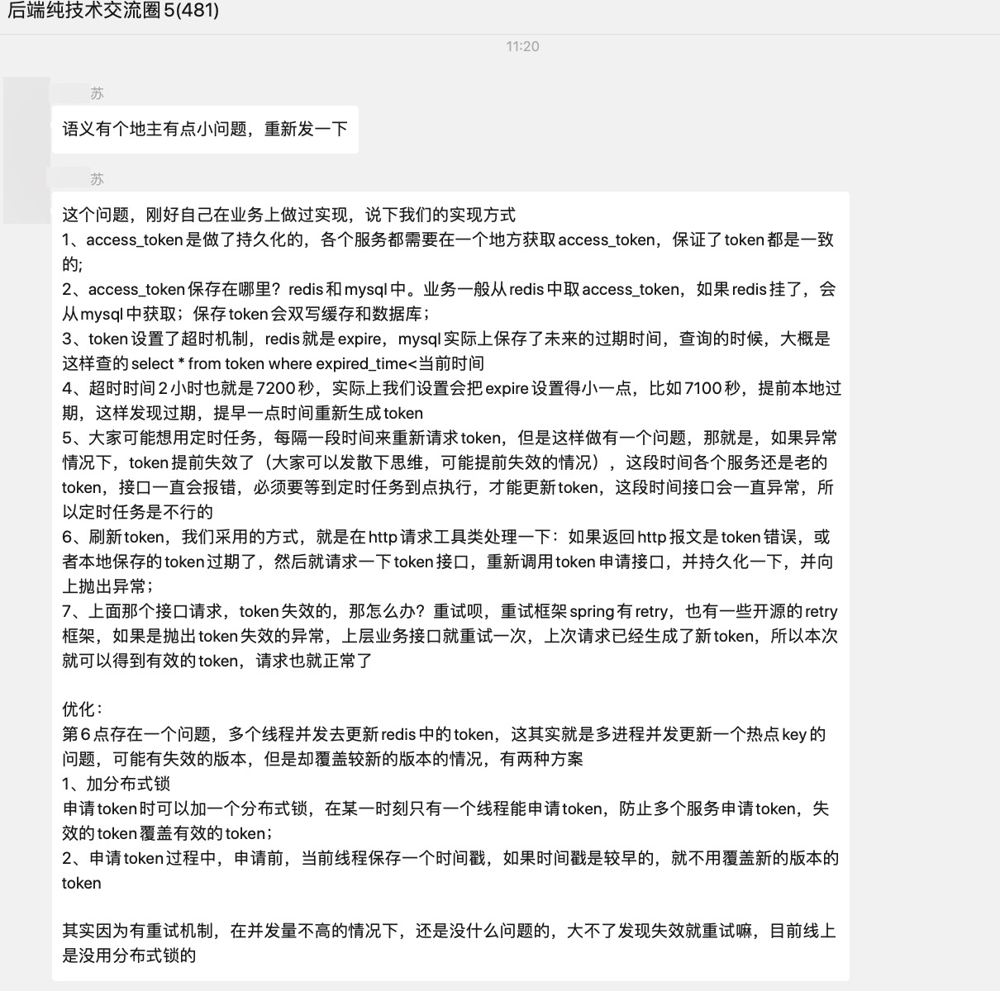 后端纯技术交流圈5(481)
11:20
苏
语义有个地主有点小问题，重新发一下
苏
这个问题，刚好自己在业务上做过实现，说下我们的实现方式
1、access_token是做了持久化的，各个服务都需要在一个地方获取access_token，保证了token都是一致
的;
2、access_token保存在哪里？redis和mysql中。业务一般从redis中取access_token，如果redis挂了，会
从mysql中获取；保存token会双写缓存和数据库；
3、token设置了超时机制，redis就是expire，mysql实际上保存了未来的过期时间，查询的时候，大概是
这样查的select * from token where expired_time<当前时间
4、超时时间2小时也就是7200秒，实际上我们设置会把expire设置得小一点，比如7100秒，提前本地过
期，这样发现过期，提早一点时间重新生成token
5、大家可能想用定时任务，每隔一段时间来重新请求token，但是这样做有一个问题，那就是，如果异常
情况下，token提前失效了（大家可以发散下思维，可能提前失效的情况），这段时间各个服务还是老的
token，接口一直会报错，必须要等到定时任务到点执行，才能更新token，这段时间接口会一直异常，所
以定时任务是不行的
6、刷新token，我们采用的方式，就是在http请求工具类处理一下：如果返回http报文是token错误，或
者本地保存的token过期了，然后就请求一下token接口，重新调用token申请接口，并持久化一下，并向
上抛出异常；
7、上面那个接口请求，token失效的，那怎么办？重试呗，重试框架spring有retry，也有一些开源的retry
框架，如果是抛出token失效的异常，上层业务接口就重试一次，上次请求已经生成了新token，所以本次
就可以得到有效的token，请求也就正常了
优化：
第6点存在一个问题，多个线程并发去更新redis中的token，这其实就是多进程并发更新一个热点key的
问题，可能有失效的版本，但是却覆盖较新的版本的情况，有两种方案
1、加分布式锁
申请token时可以加一个分布式锁，在某一时刻只有一个线程能申请token，防止多个服务申请token，失
效的token覆盖有效的token；
2、申请token过程中，申请前，当前线程保存一个时间戳，如果时间戳是较早的，就不用覆盖新的版本的
token
其实因为有重试机制，在并发量不高的情况下，还是没什么问题的，大不了发现失效就重试嘛，目前线上
是没用分布式锁的